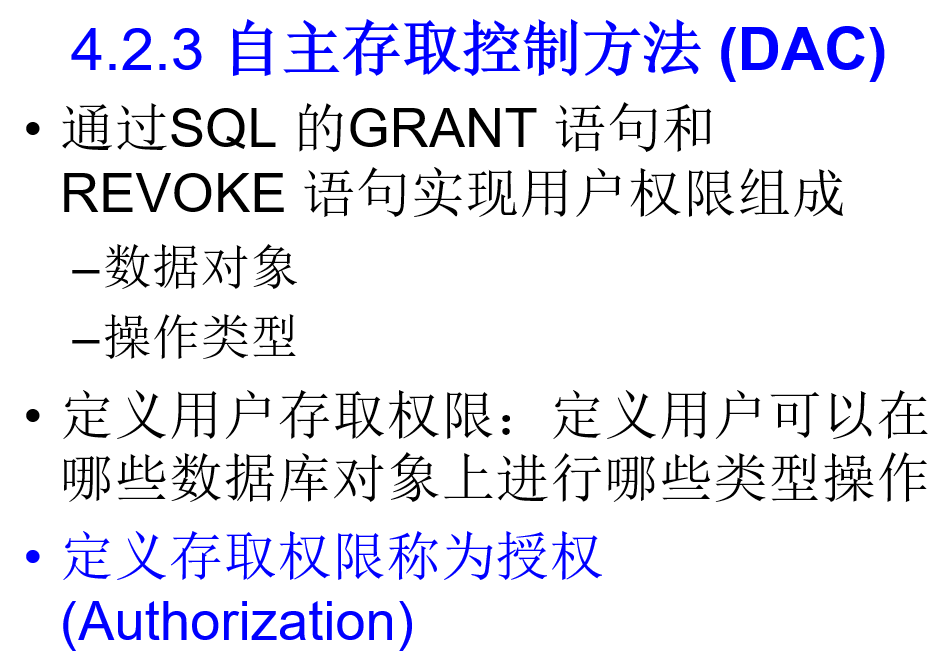 4.2.3 自主存取控制方法 (DAC)
• 通过SQL 的GRANT 语句和
REVOKE 语句实现用户权限组成
–数据对象
–操作类型
• 定义用户存取权限：定义用户可以在
哪些数据库对象上进行哪些类型操作
• 定义存取权限称为授权
(Authorization)